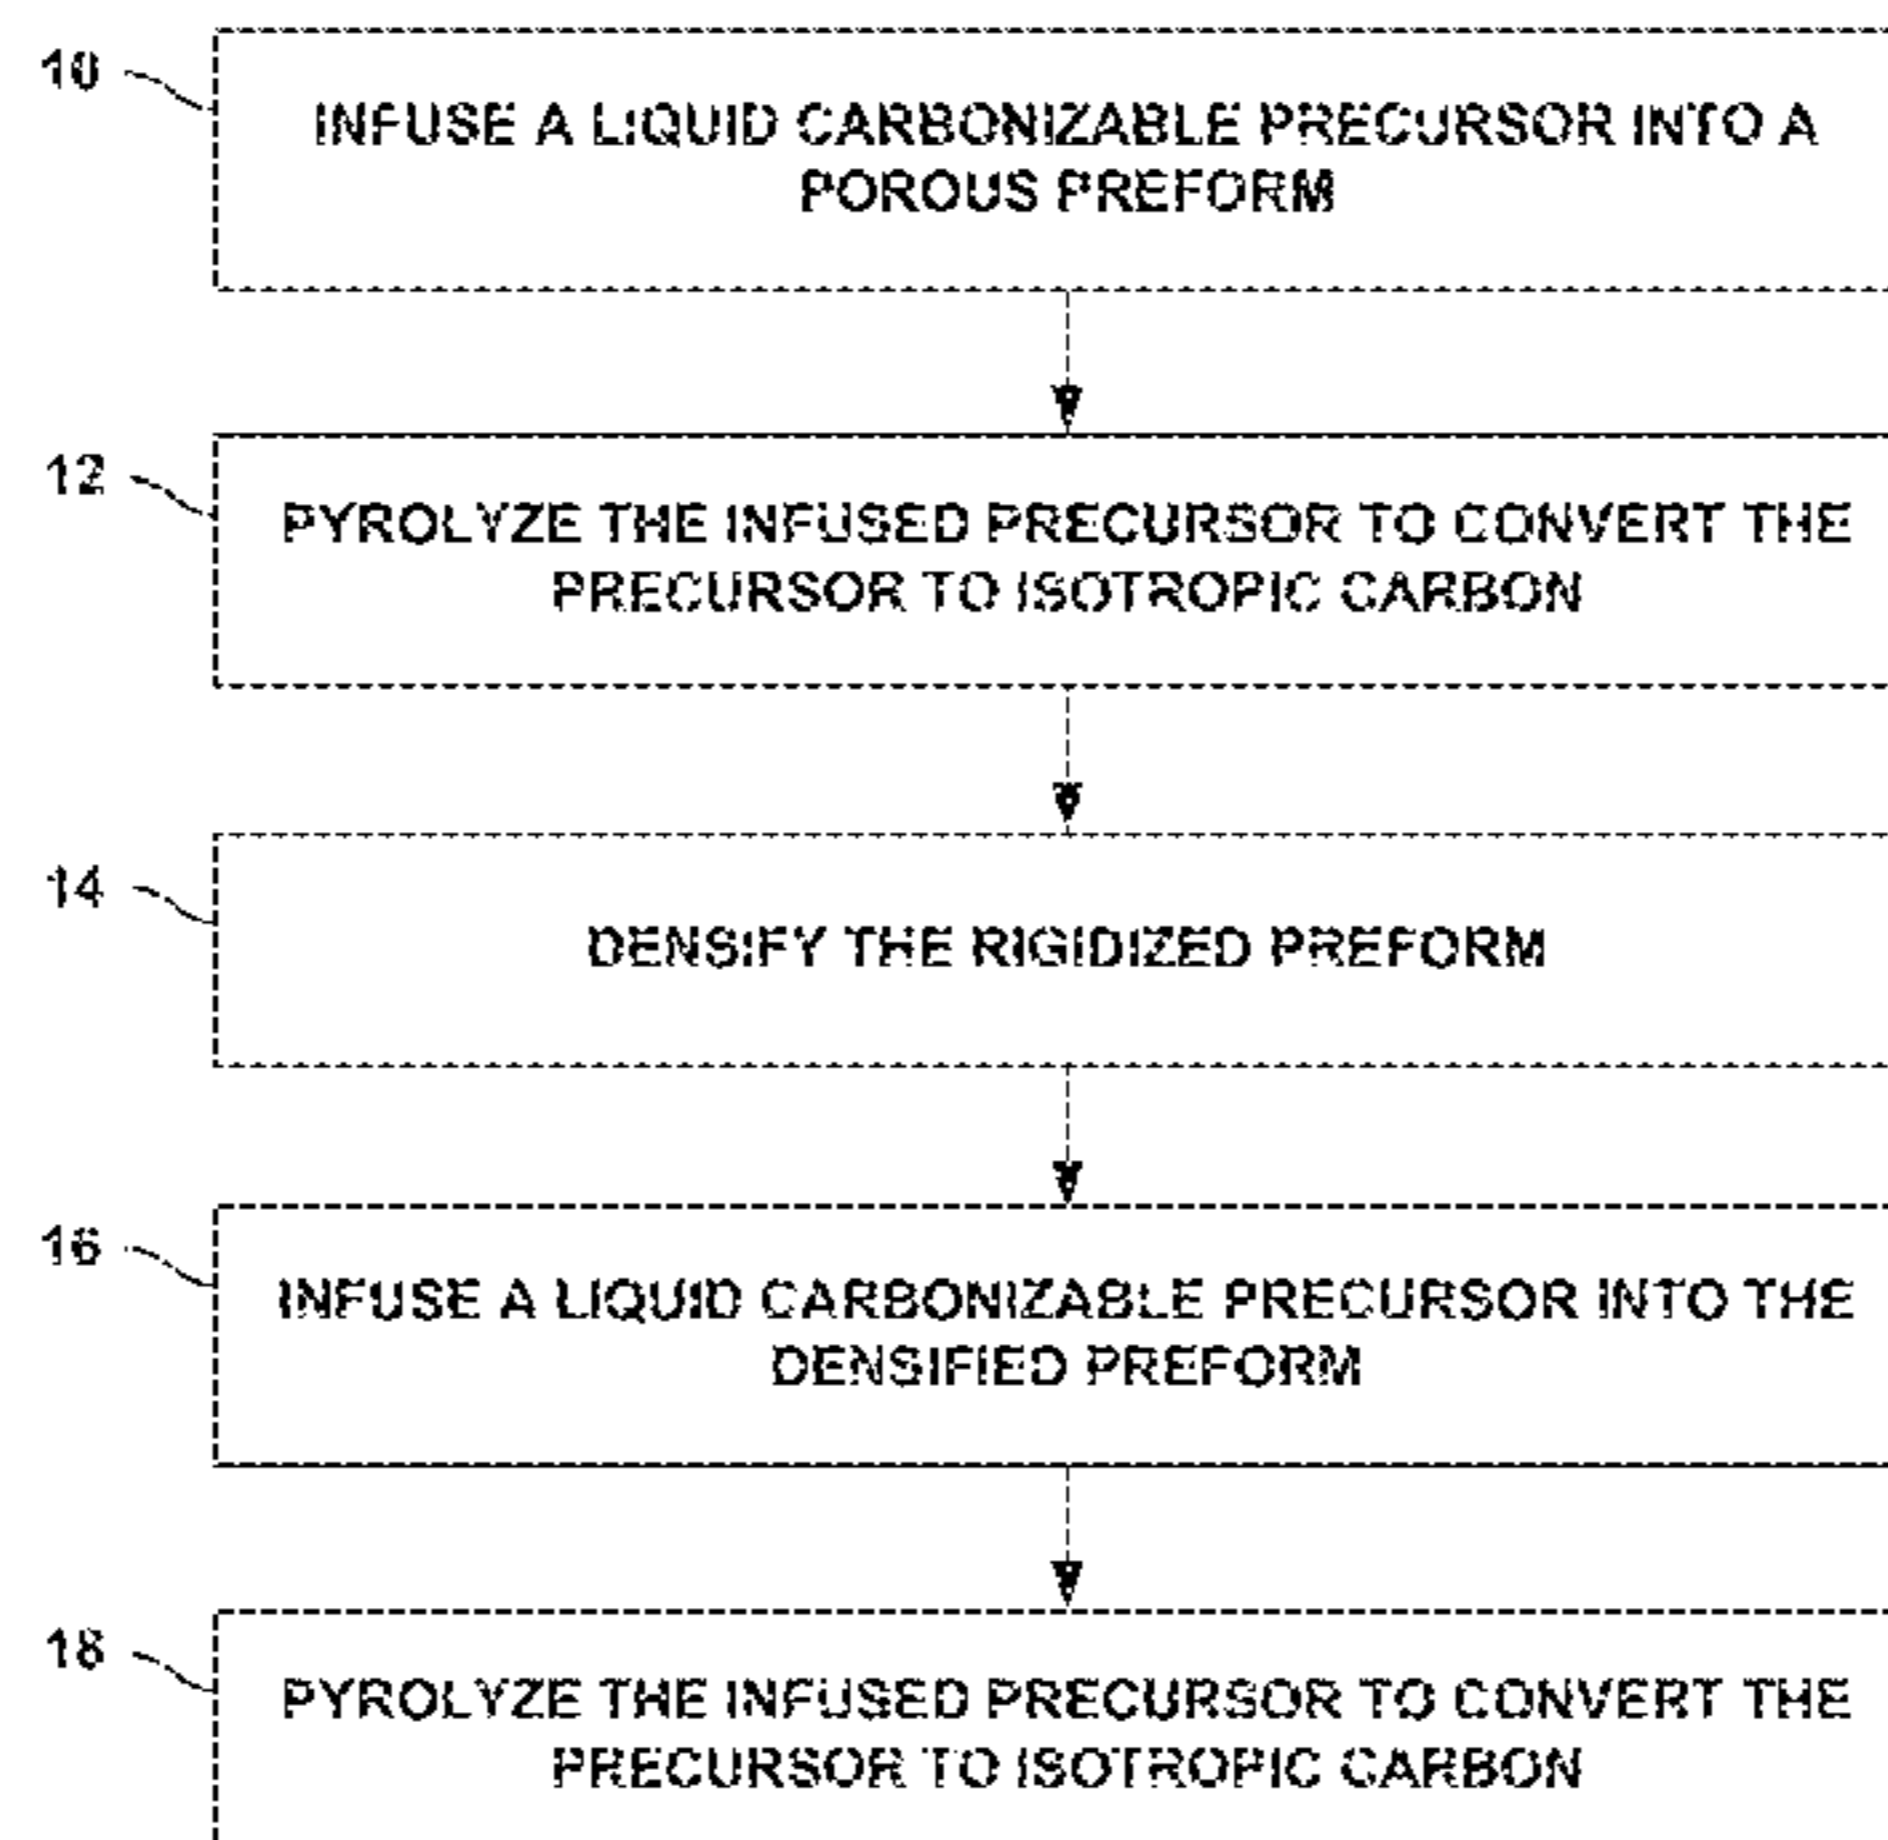 10
INFUSE A LIQUID CARBONIZABLE PRECURSOR INTO A
POROUS PREFORM
12
PYROLYZE THE INFUSED PRECURSOR TO CONVERT THE
PRECURSOR TO ISOTROPIC CARBON
14
DENSIFY THE RIGIDIZED PREFORM
16
INFUSE A LIQUID CARBONIZABLE PRECURSOR INTO THE
DENSIFIED PREFORM
18
PYROLYZE THE INFUSED PRECURSOR TO CONVERT THE
PRECURSOR TO ISOTROPIC CARBON